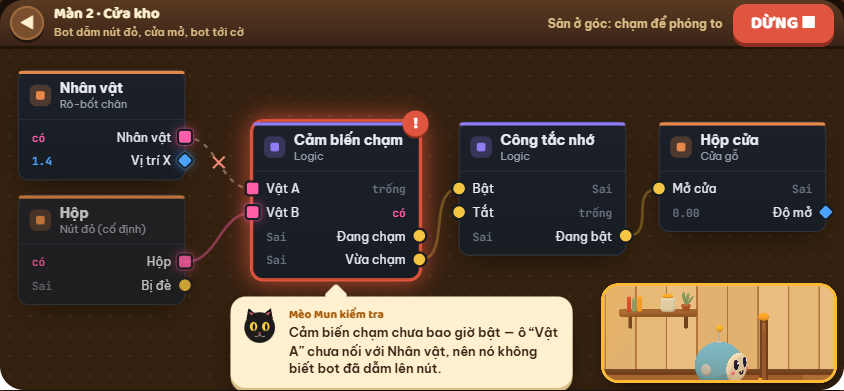 Màn 2 · Cửa kho
Bot dẫm nút đỏ, cửa mở, bot tới cờ
Sân ở góc: chạm để phóng to
DỪNG
Nhân vật
Rô-bốt chân
có Nhân vật
1.4 Vị trí X
Hộp
Nút đỏ (cố định)
có Hộp
Sai Bị đè
!
Cảm biến chạm
Logic
Vật A trống
Vật B có
Sai Đang chạm
Sai Vừa chạm
Công tắc nhớ
Logic
Bật Sai
Tắt trống
Sai Đang bật
Hộp cửa
Cửa gỗ
Mở cửa Sai
0.00 Độ mở
Mèo Mun kiểm tra
Cảm biến chạm chưa bao giờ bật – ô “Vật
A” chưa nối với Nhân vật, nên nó không
biết bot đã dẫm lên nút.